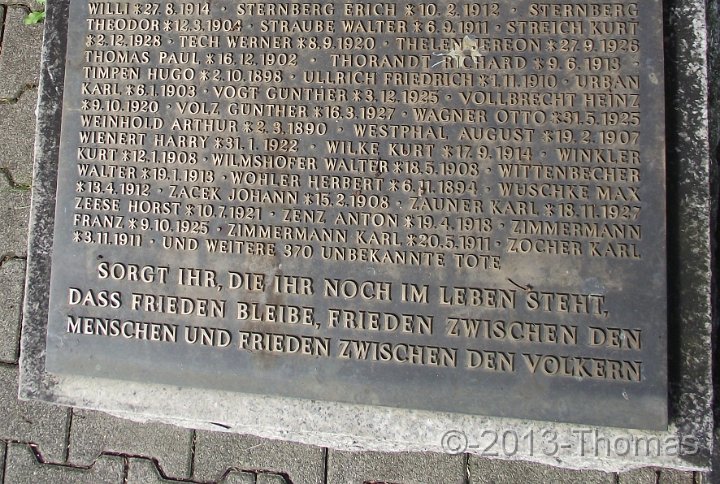 WILLI *27.8.1914 · STERNBERG ERICH *10.2.1912 · STERNBERG
THEODOR *12.3.1904 · STRAUBE WALTER *6.9.1911 · STREICH KURT
*2.12.1928 · TECH WERNER *8.9.1920 · THELEN GEREON *27.9.1926
THOMAS PAUL *16.12.1902 · THORANDT *9.6.1913 ·
TIMPEN HUGO *2.10.1898 · ULLRICH FRIEDRICH *1.11.1910 · URBAN
KARL *6.1.1903 · VOGT GÜNTHER *3.12.1925 · VOLLBRECHT HEINZ
*9.10.1920 · VOLZ GÜNTHER *16.3.1927 · WAGNER OTTO *31.5.1925
WEINHOLD ARTHUR *2.3.1890 · WESTPHAL AUGUST *19.2.1907
WIENERT HARRY *31.1.1922 · WILKE KURT *17.9.1914 · WINKLER
KURT *12.1.1908 · WILMSHÖFER WALTER *18.5.1908 · WITTENBECHER
WALTER *19.1.1913 · WÖHLER HERBERT *6.11.1894 · WUSCHKE MAX
*13.4.1912 · ZACEK JOHANN *15.2.1908 · ZAUNER KARL *18.11.1927
ZEESE HORST *10.7.1921 · ZENZ ANTON *19.4.1918 · ZIMMERMANN
FRANZ *9.10.1925 · ZIMMERMANN KARL *20.5.1911 · ZOCHER KARL
*3.11.1911 · UND WEITERE 370 UNBEKANNTE TOTE
SORGT IHR, DIE IHR NOCH IM LEBEN STEHT,
DASS FRIEDEN BLEIBE, FRIEDEN ZWISCHEN DEN
MENSCHEN UND FRIEDEN ZWISCHEN DEN VÖLKERN
©-2013-Thomas